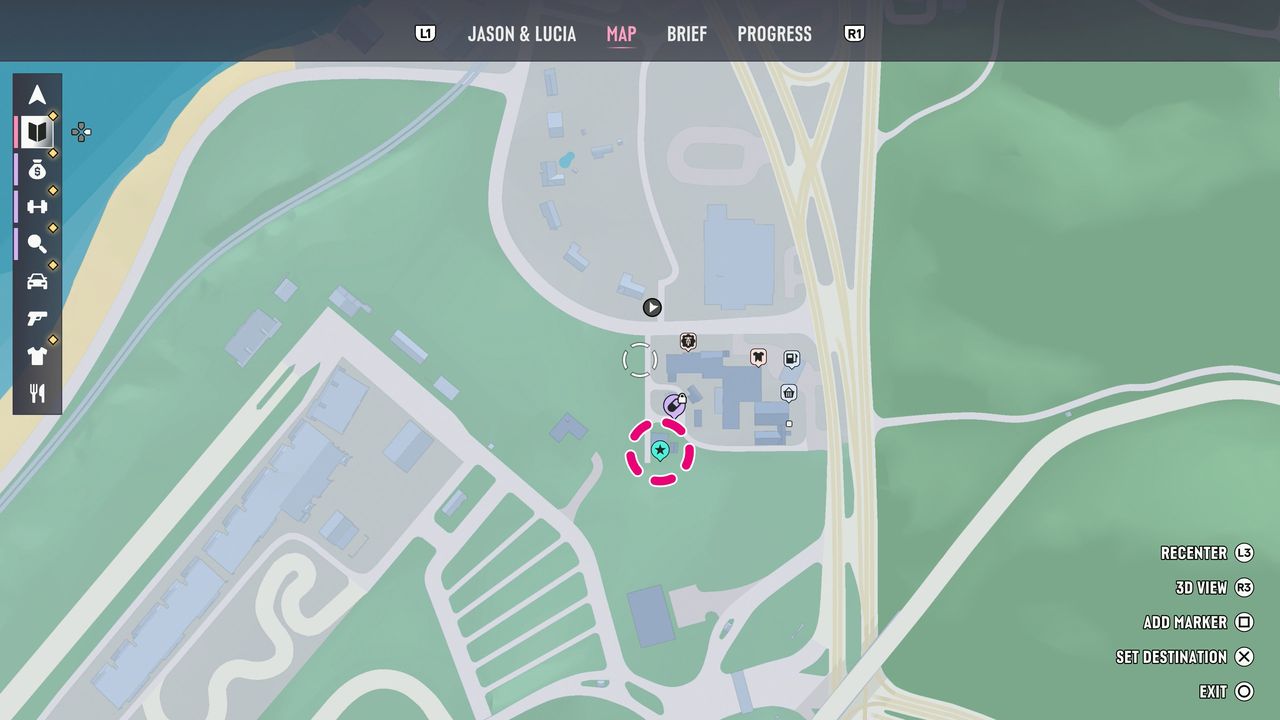 L1 JASON & LUCIA MAP BRIEF PROGRESS R1
RECENTER L3
3D VIEW R3
ADD MARKER
SET DESTINATION
EXIT